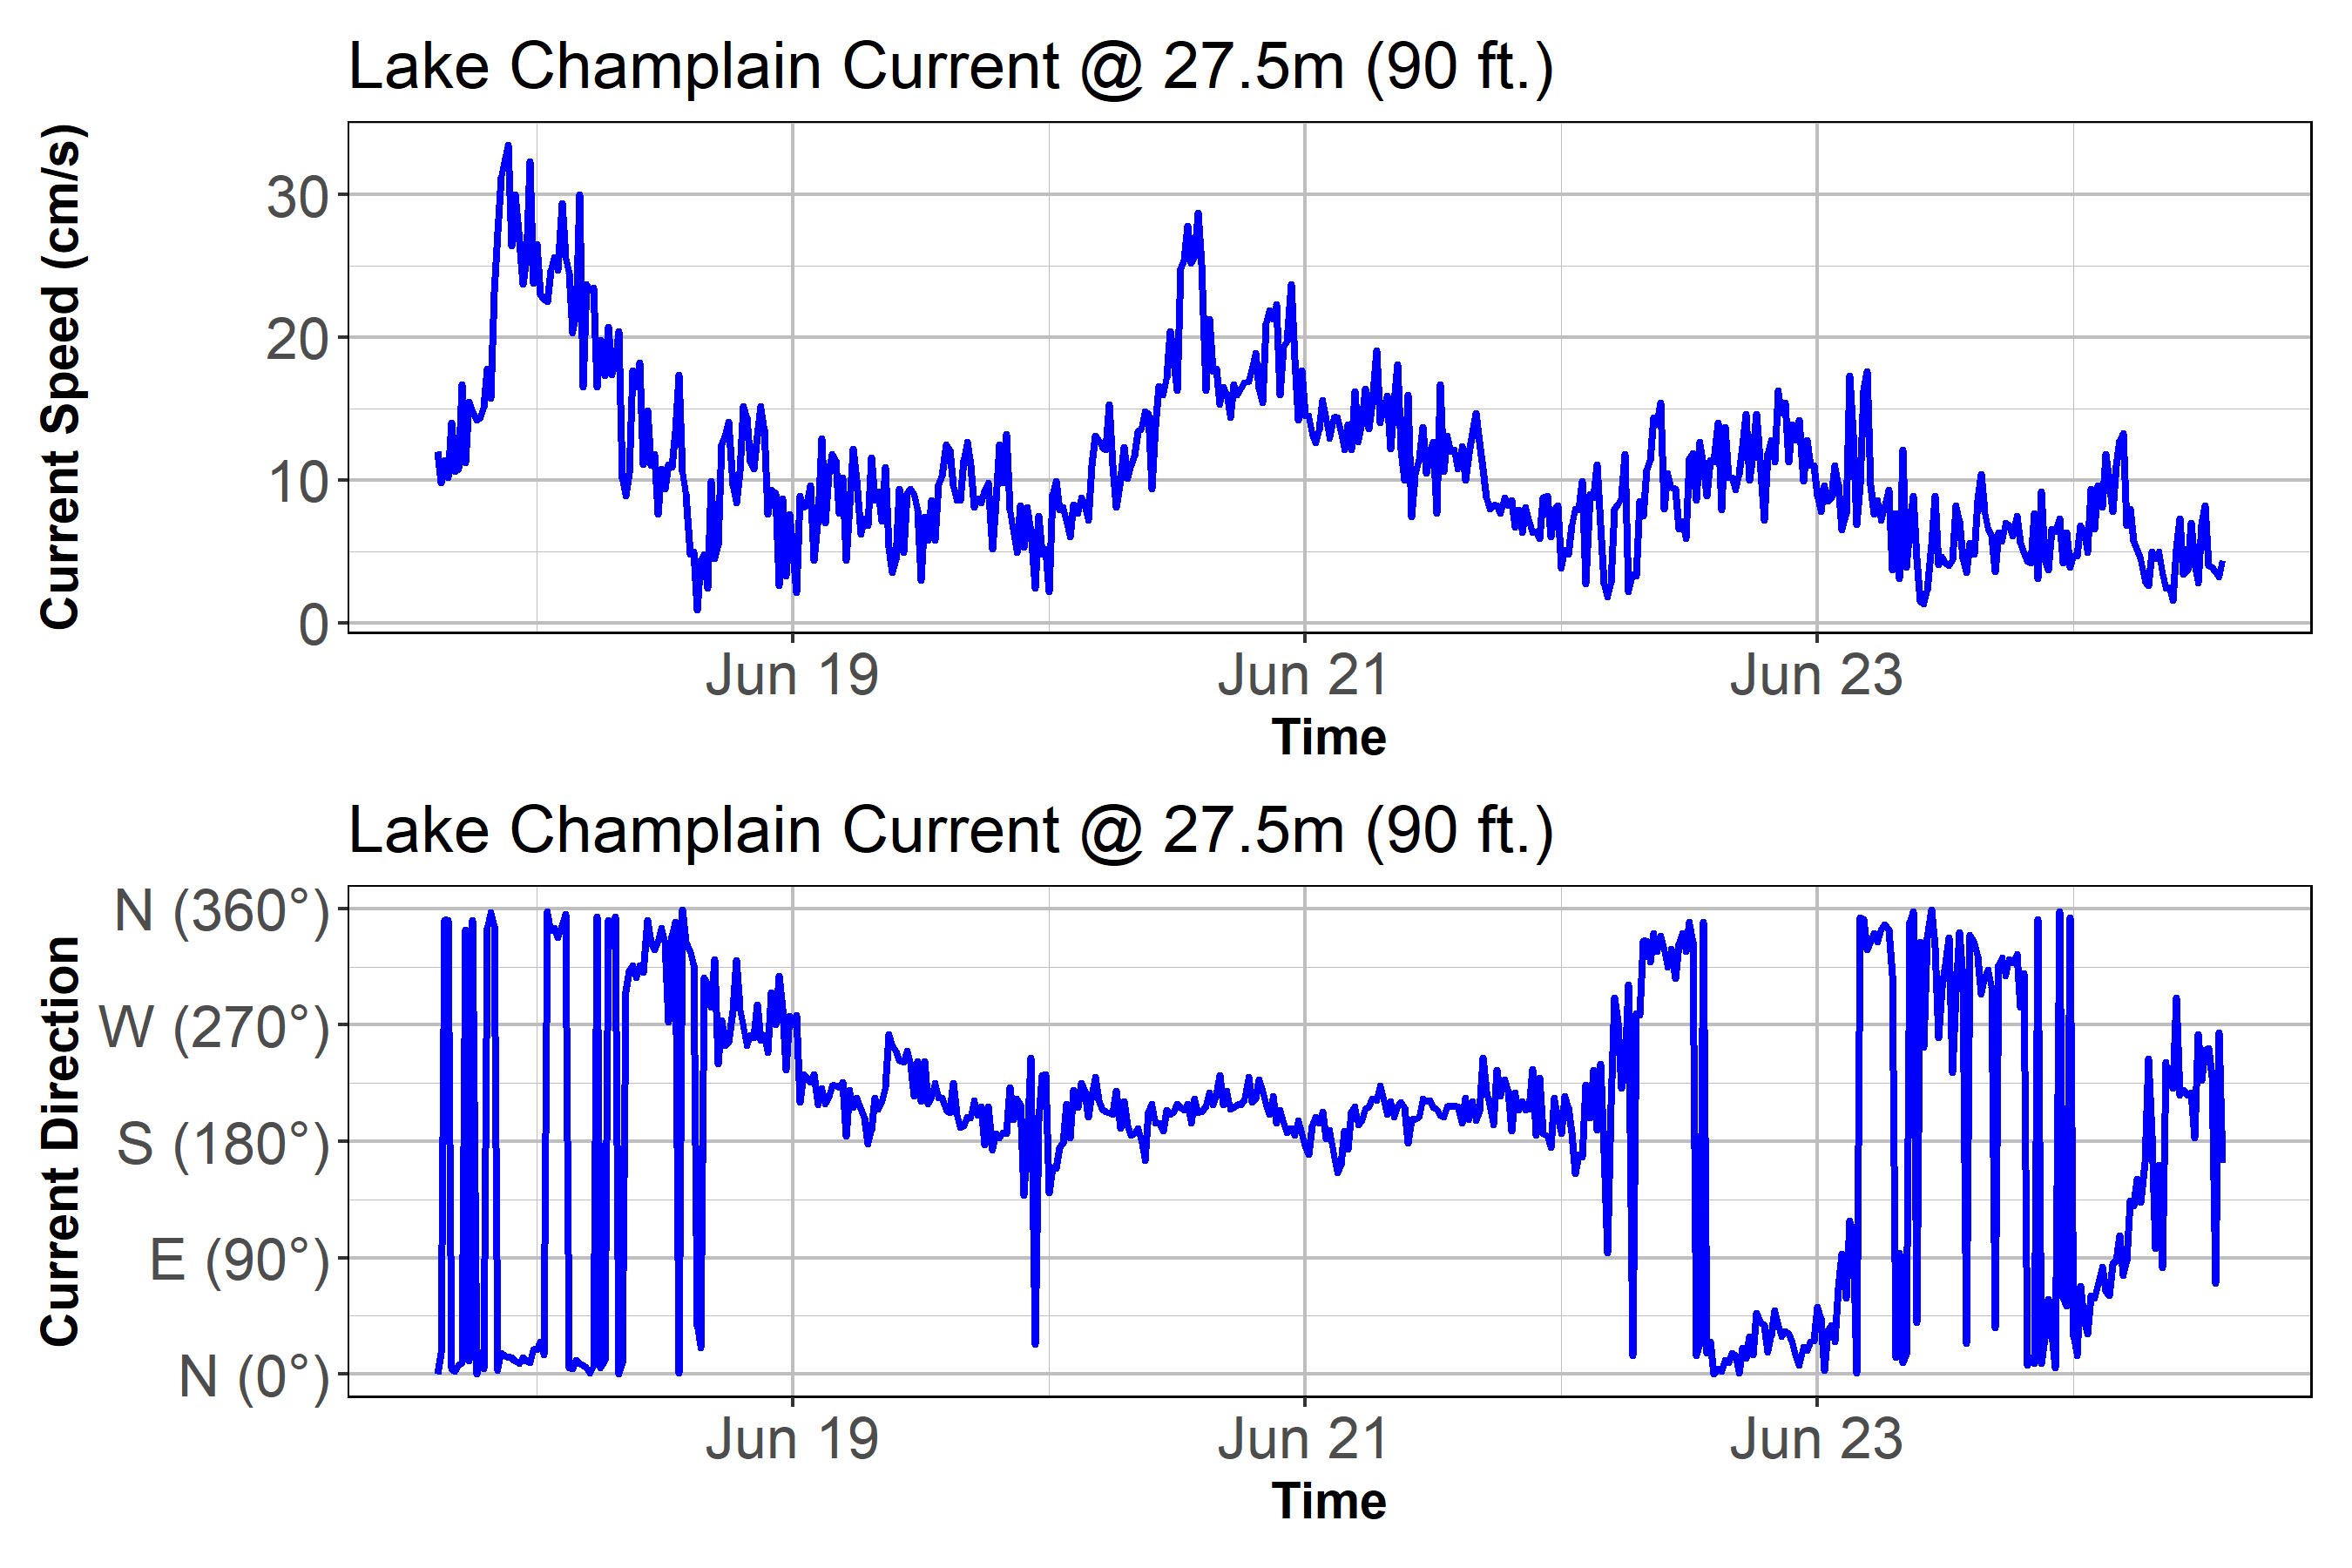 Lake Champlain Current @ 27.5m (90 ft.)
Current Speed (cm/s)
30
20
10
0
Jun 19
Jun 21
Jun 23
Time
Lake Champlain Current @ 27.5m (90 ft.)
Current Direction
N (360°)
W (270°)
S (180°)
E (90°)
N (0°)
Jun 19
Jun 21
Jun 23
Time